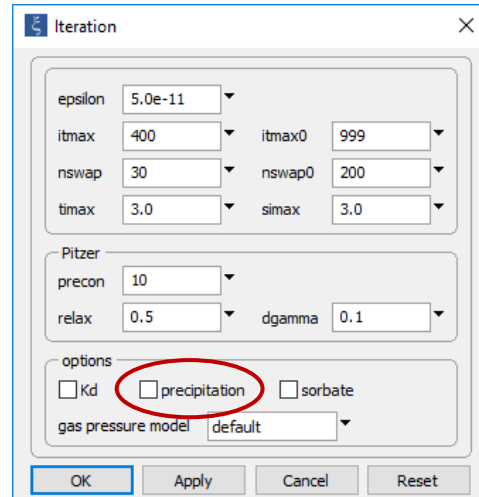 ξ Iteration
epsilon 5.0e-11
itmax 400 itmax0 999
nswap 30 nswap0 200
timax 3.0 simax 3.0
Pitzer
precon 10
relax 0.5 dgamma 0.1
options
Kd precipitation sorbate
gas pressure model default
OK Apply Cancel Reset